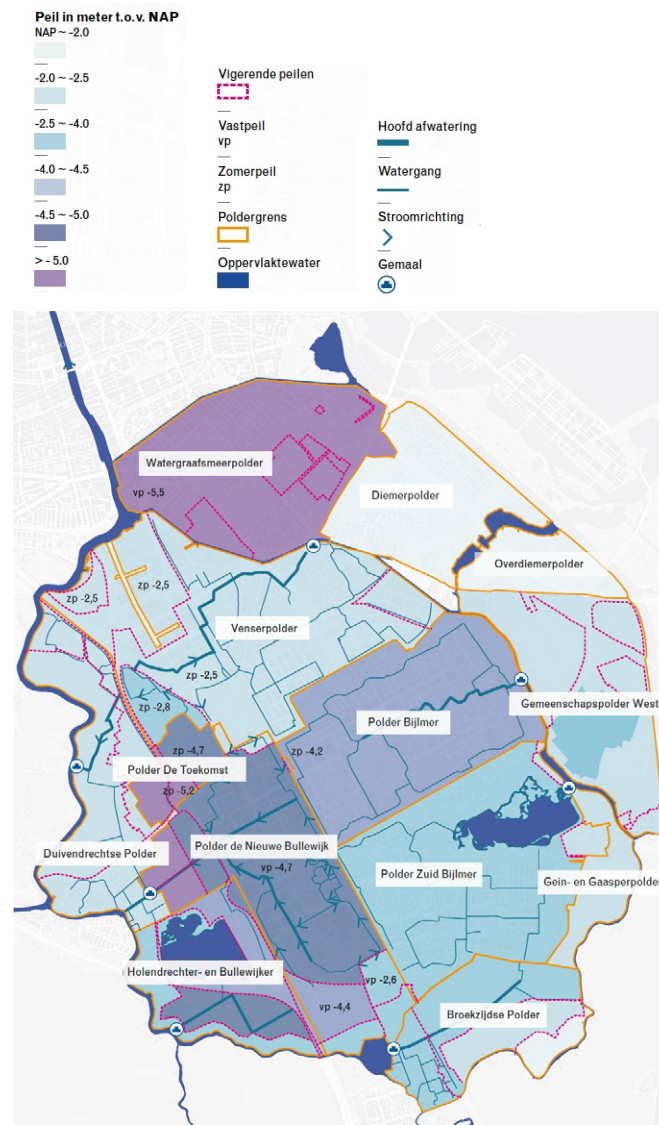 Peil in meter t.o.v. NAP
NAP ~ -2.0
-2.0 ~ -2.5
-2.5 ~ -4.0
-4.0 ~ -4.5
-4.5 ~ -5.0
> - 5.0
Vigerende peilen
Vastpeil
vp
Zomerpeil
zp
Poldergrens
Oppervlaktewater
Hoofd afwatering
Watergang
Stroomrichting
Gemaal
Watergraafsmeerpolder
vp -5,5
Diemerpolder
Overdiemerpolder
zp -2,5
zp -2,5
Venserpolder
zp -2,5
zp -2,8
Gemeenschapspolder West
Polder Bijlmer
zp -4,7
zp -4,2
Polder De Toekomst
zp -5,2
Polder de Nieuwe Bullewijk
Duivendrechtse Polder
vp -4,7
Polder Zuid Bijlmer
Gein- en Gaasperpolder
Holendrechter- en Bullewijker
vp -2,6
vp -4,4
Broekzijdse Polder